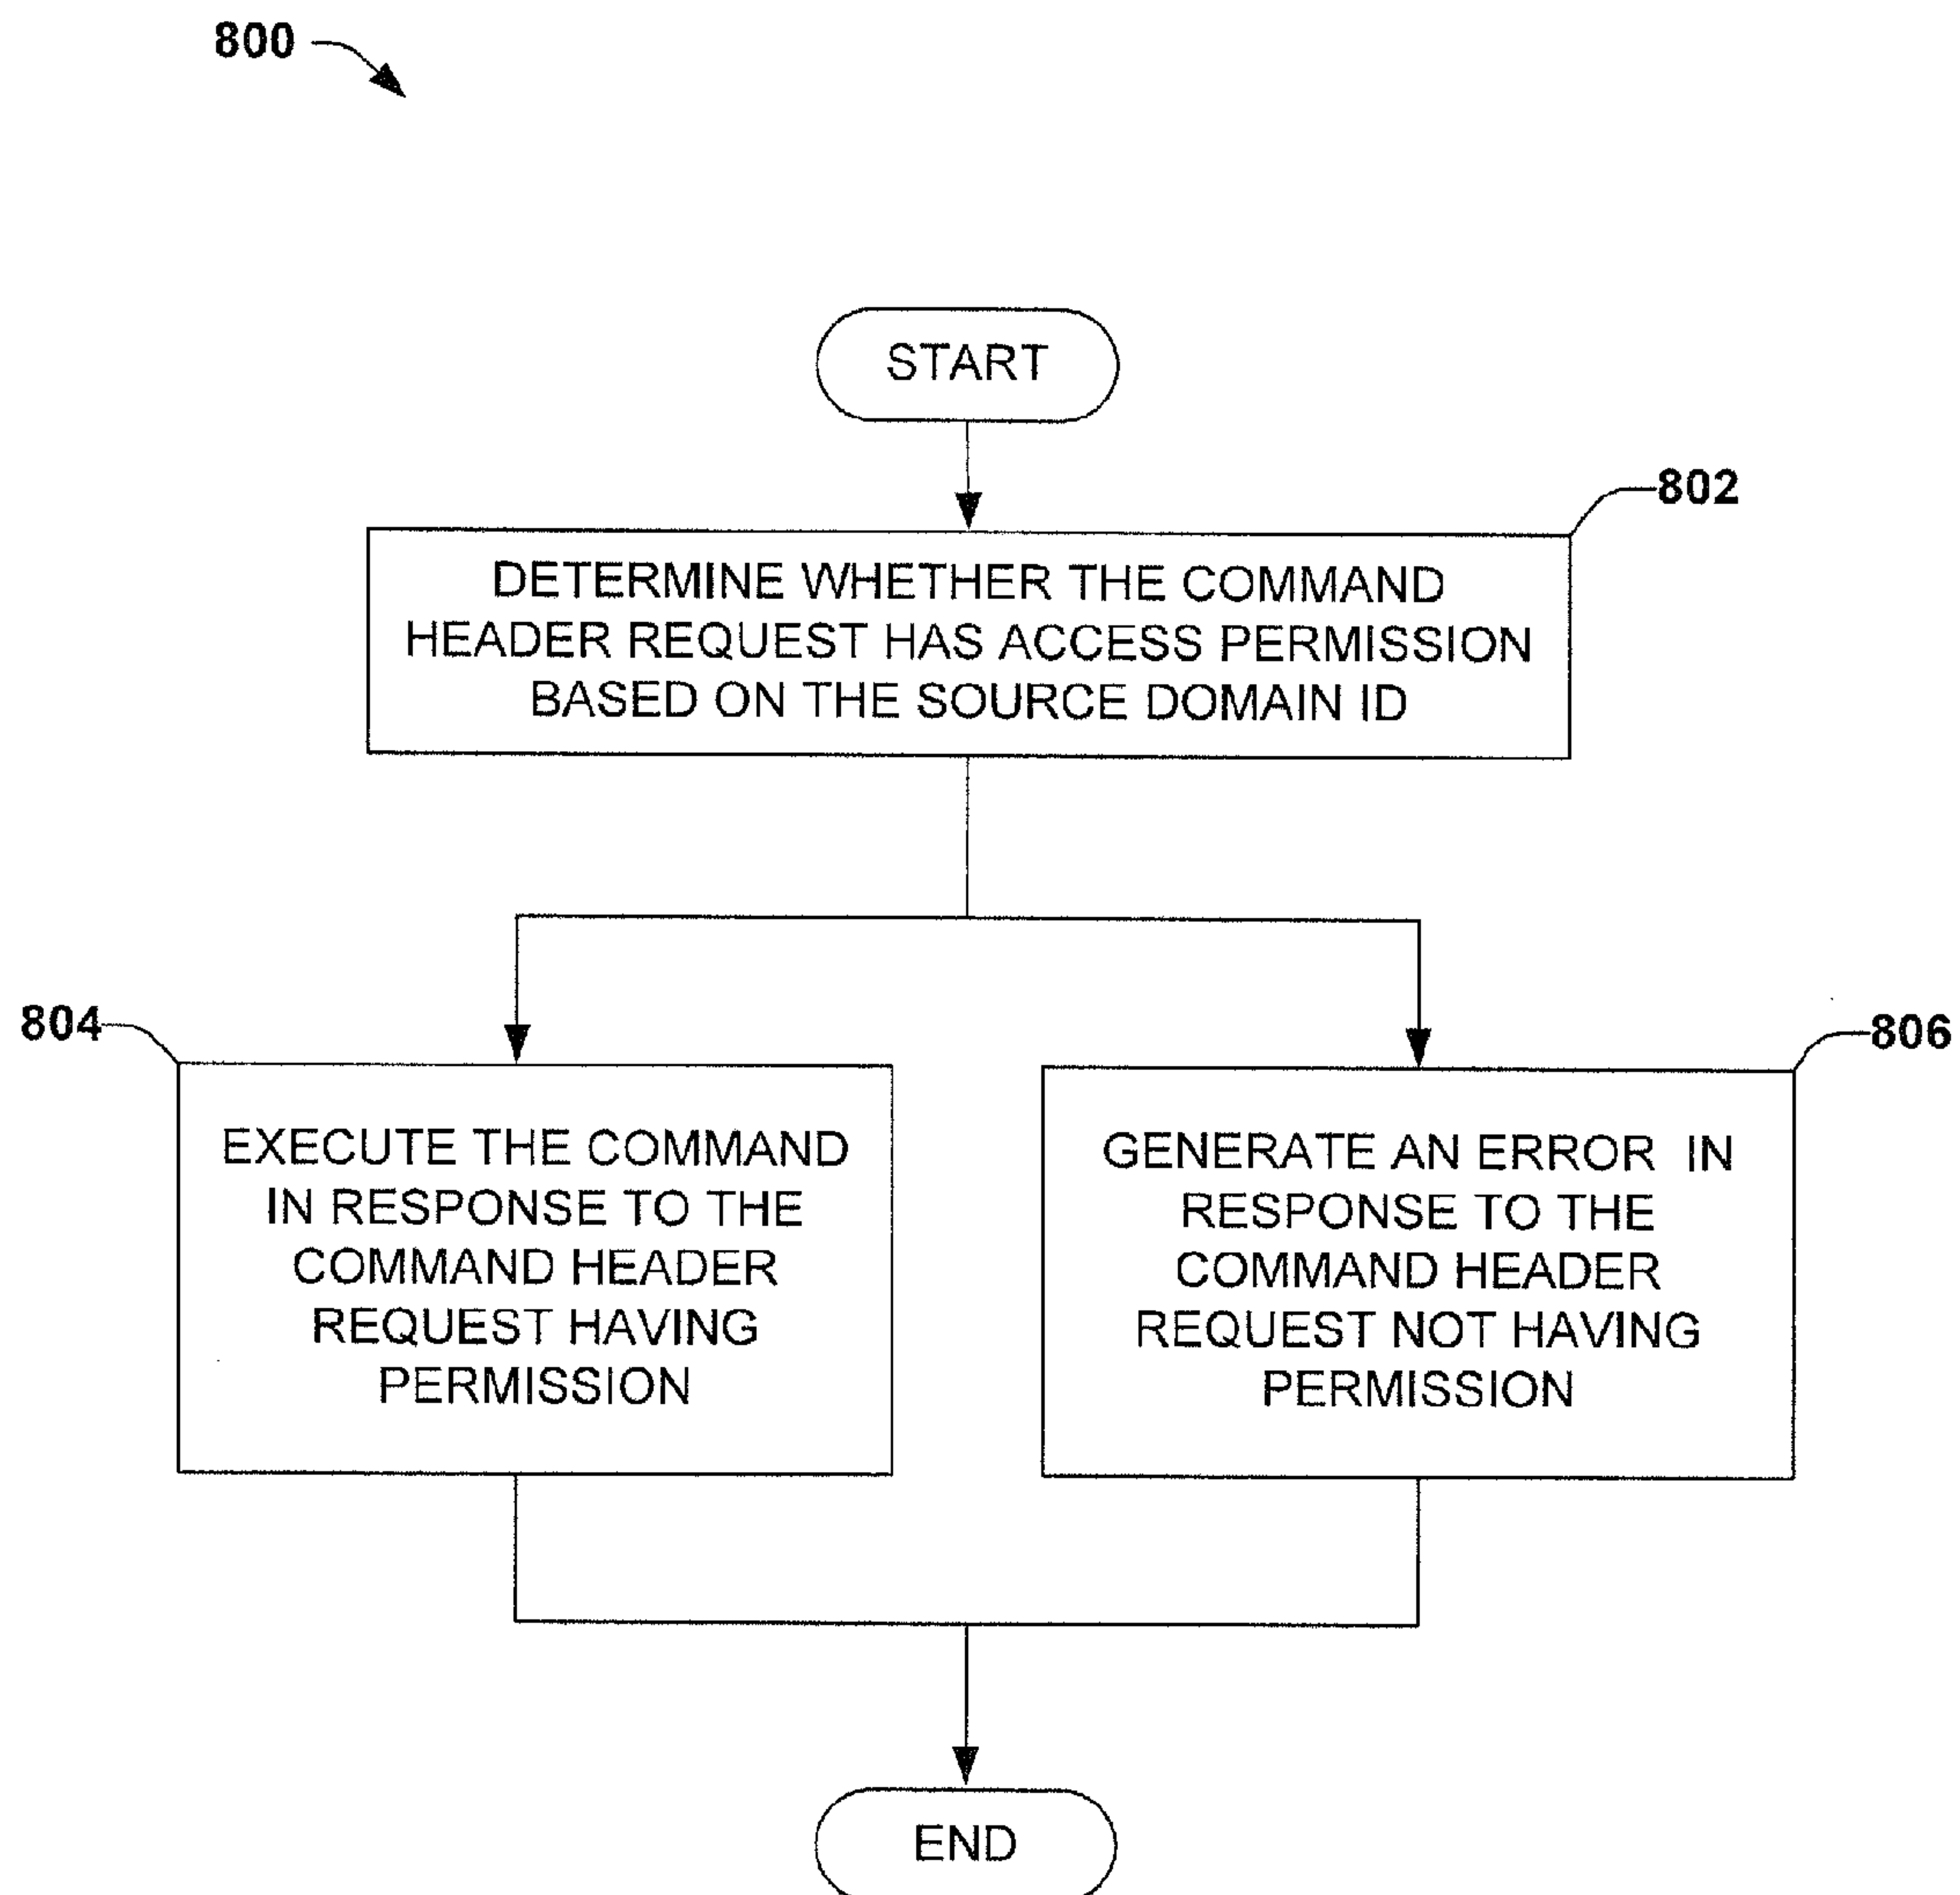 800
START
802
DETERMINE WHETHER THE COMMAND
HEADER REQUEST HAS ACCESS PERMISSION
BASED ON THE SOURCE DOMAIN ID
804
EXECUTE THE COMMAND
IN RESPONSE TO THE
COMMAND HEADER
REQUEST HAVING
PERMISSION
806
GENERATE AN ERROR IN
RESPONSE TO THE
COMMAND HEADER
REQUEST NOT HAVING
PERMISSION
END